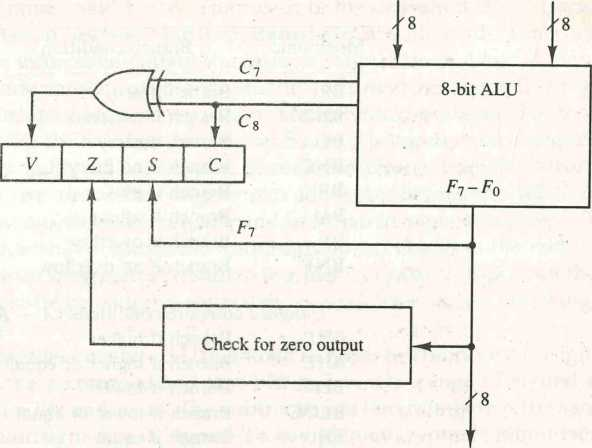 8
8
C7
8-bit ALU
C8
V
Z
S
C
F7 – F0
F7
Check for zero output
8